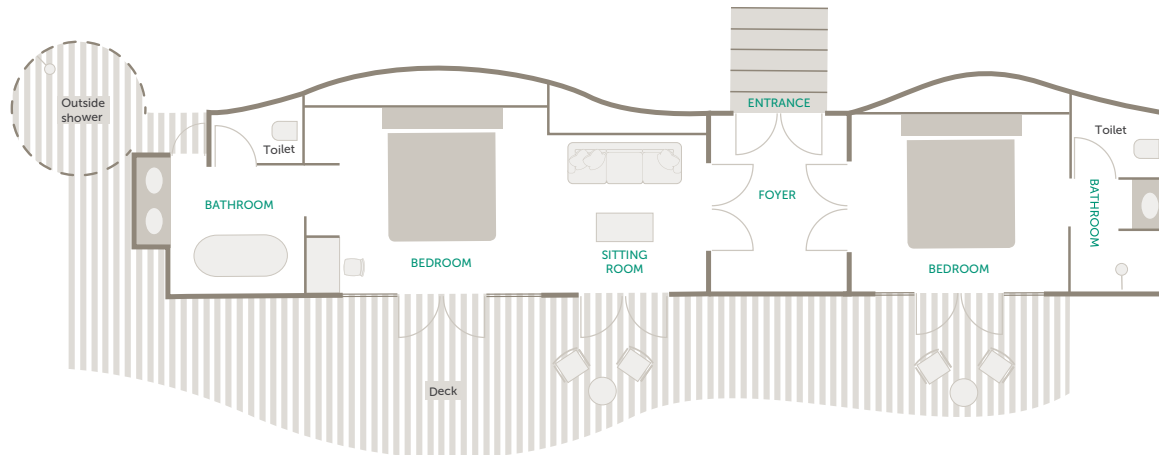 ENTRANCE
Outside
shower
Toilet
Toilet
BATHROOM
FOYER
BATHROOM
SITTING
ROOM
BEDROOM
BEDROOM
Deck